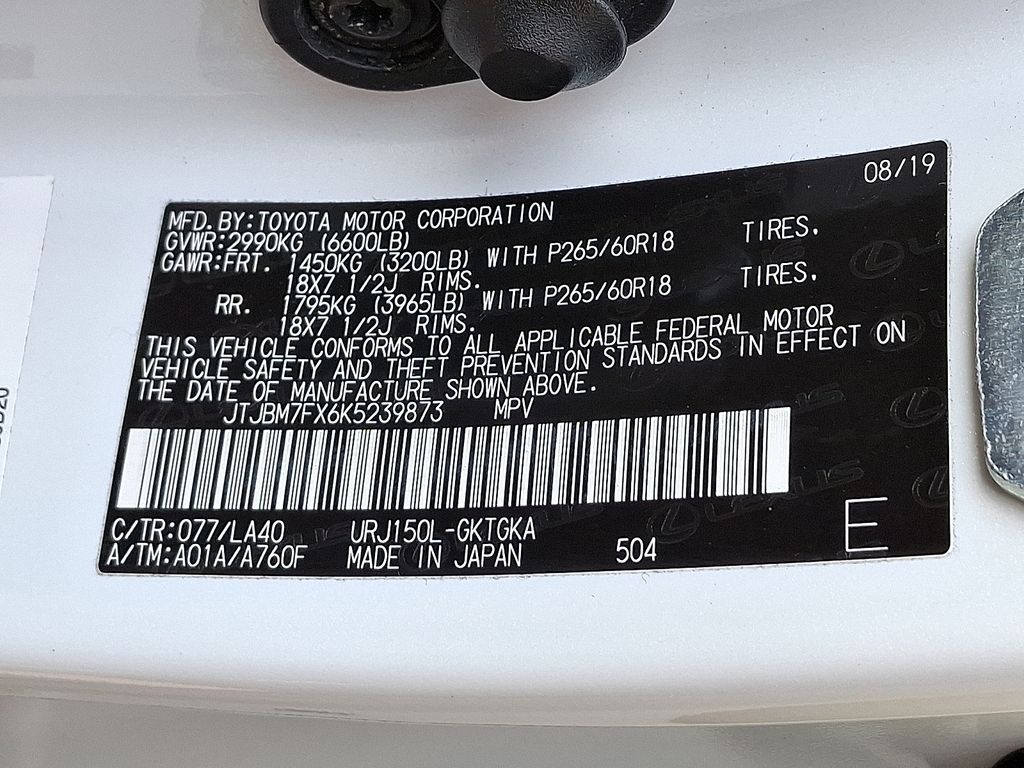 08/19
MFD. BY:TOYOTA MOTOR CORPORATION
GVWR:2990KG (6600LB)
GAWR:FRT. 1450KG (3200LB) WITH P265/60R18 TIRES.
18X7 1/2J RIMS.
RR. 1795KG (3965LB) WITH P265/60R18 TIRES.
18X7 1/2J RIMS.
THIS VEHICLE CONFORMS TO ALL APPLICABLE FEDERAL MOTOR
VEHICLE SAFETY AND THEFT PREVENTION STANDARDS IN EFFECT ON
THE DATE OF MANUFACTURE SHOWN ABOVE.
JTJBM7FX6K5239873 MPV
C/TR:077/LA40 URJ150L-GKTGKA
A/TM:A01A/A760F MADE IN JAPAN 504 E
LEXUS